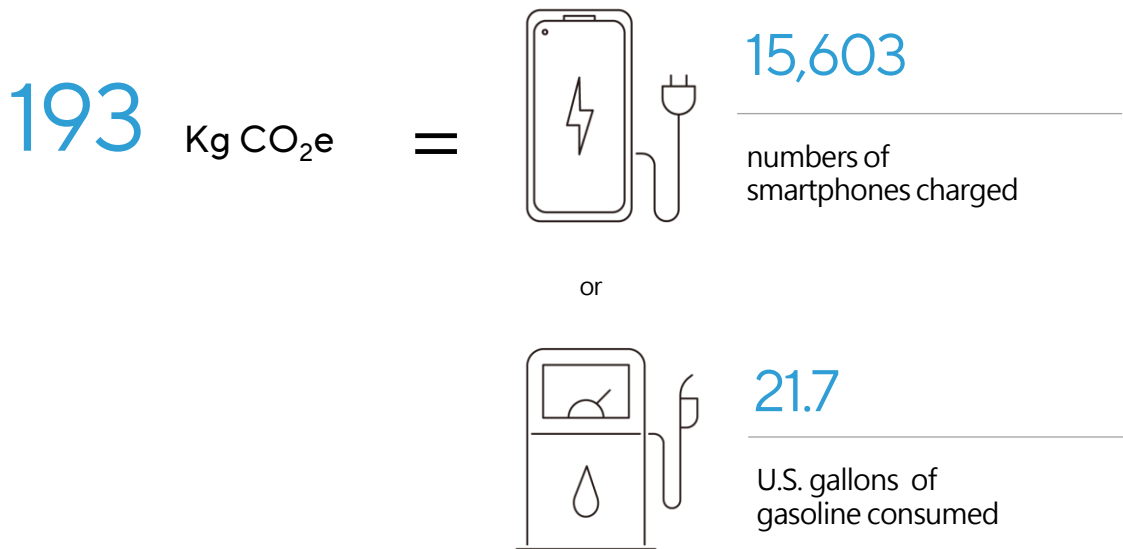 193 Kg CO₂e =
15,603
numbers of
smartphones charged
or
21.7
U.S. gallons of
gasoline consumed